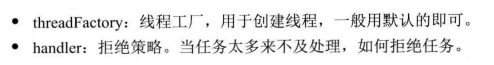 • threadFactory：线程工厂，用于创建线程，一般用默认的即可。
• handler：拒绝策略。当任务太多来不及处理，如何拒绝任务。